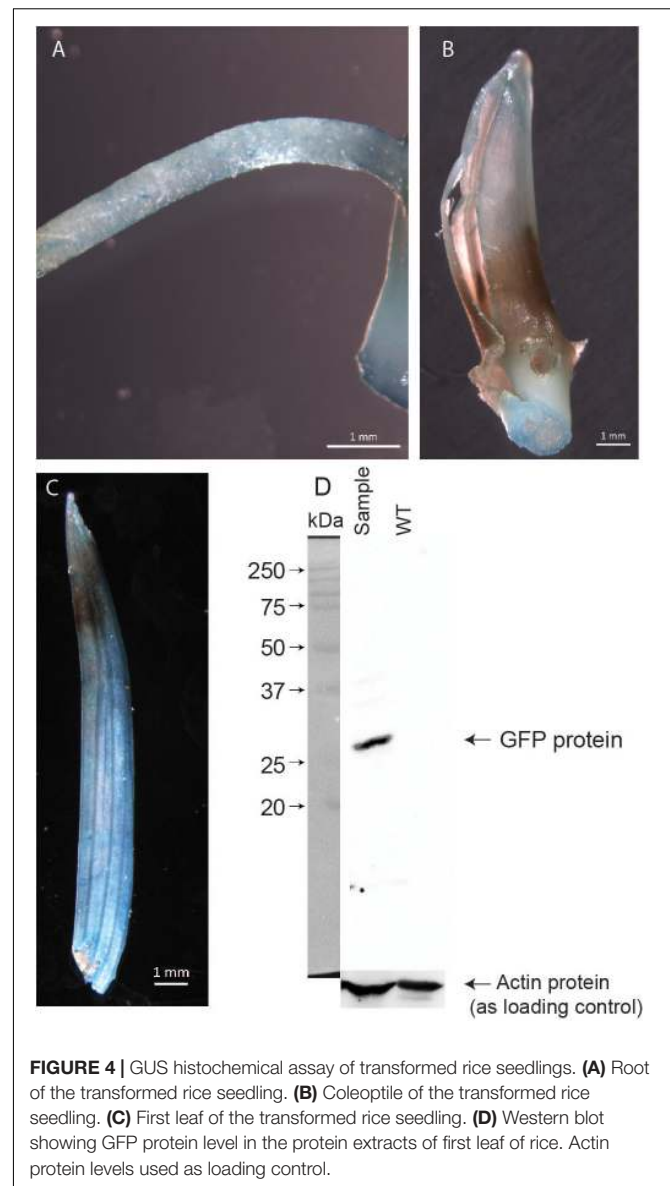 A
B
1 mm
1 mm
C
D
kDa
Sample
WT
250→
75→
50→
37→
25→
20→
← GFP protein
1 mm
← Actin protein
(as loading control)
FIGURE 4 | GUS histochemical assay of transformed rice seedlings. (A) Root
of the transformed rice seedling. (B) Coleoptile of the transformed rice
seedling. (C) First leaf of the transformed rice seedling. (D) Western blot
showing GFP protein level in the protein extracts of first leaf of rice. Actin
protein levels used as loading control.